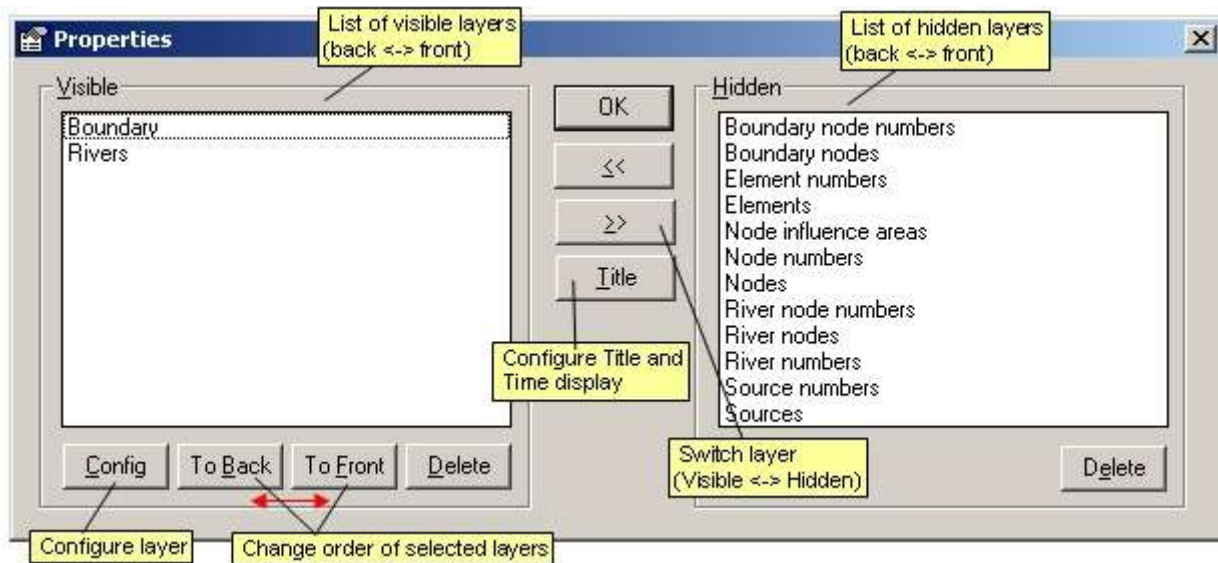 Properties
List of visible layers
(back <-> front)
List of hidden layers
(back <-> front)
Visible
Boundary
Rivers
OK
<<
>>
Title
Hidden
Boundary node numbers
Boundary nodes
Element numbers
Elements
Node influence areas
Node numbers
Nodes
River node numbers
River nodes
River numbers
Source numbers
Sources
Configure Title and
Time display
Switch layer
(Visible <-> Hidden)
Config
To Back
To Front
Delete
Delete
Configure layer
Change order of selected layers